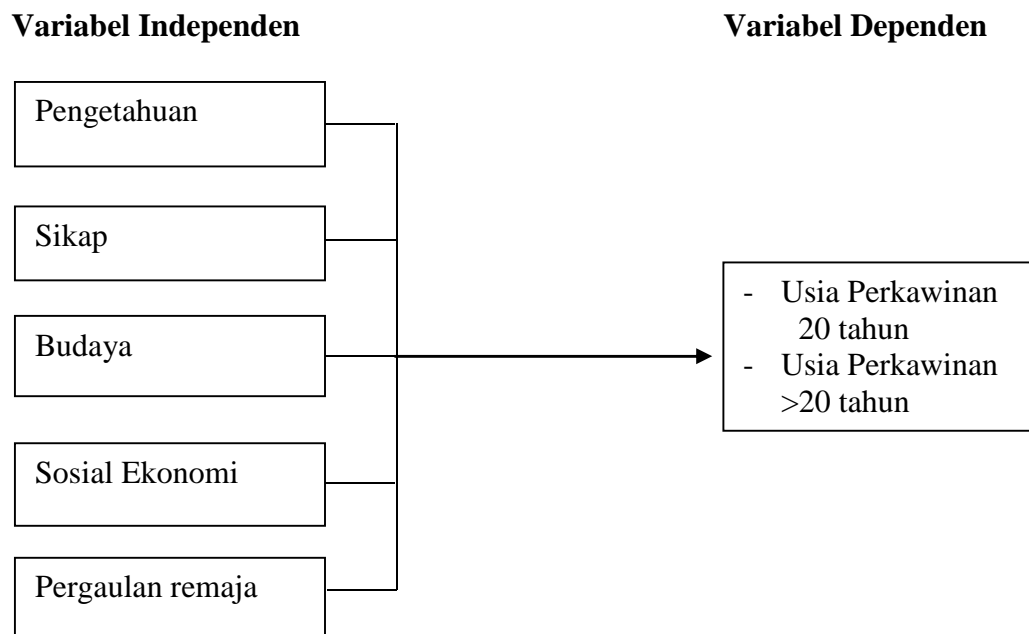 Variabel Independen
Variabel Dependen
Pengetahuan
Sikap
Budaya
Sosial Ekonomi
Pergaulan remaja
- Usia Perkawinan
20 tahun
- Usia Perkawinan
>20 tahun